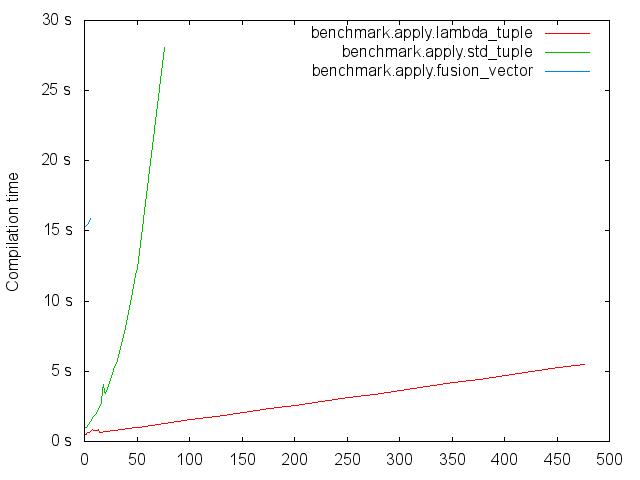 30 s
25 s
20 s
15 s
10 s
5 s
0 s
Compilation time
benchmark.apply.lambda_tuple
benchmark.apply.std_tuple
benchmark.apply.fusion_vector
0 50 100 150 200 250 300 350 400 450 500